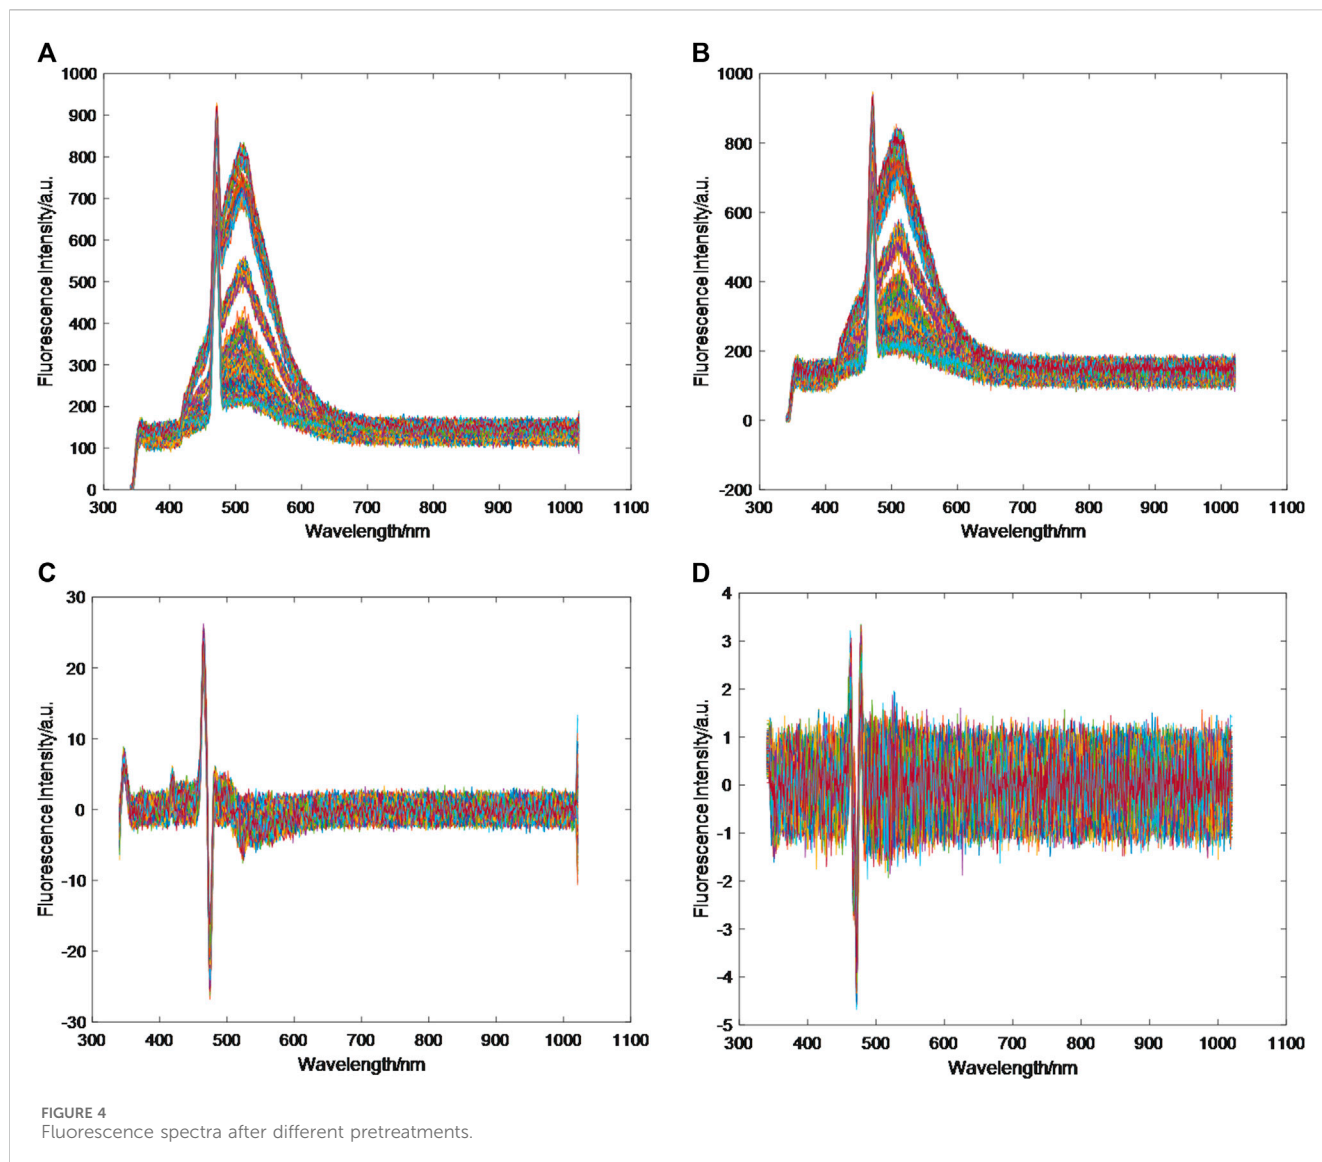 A
B
1000
900
800
700
600
500
400
300
200
100
0
300 400 500 600 700 800 900 1000 1100
Fluorescence Intensity/a.u.
Wavelength/nm
1000
800
600
400
200
0
-200
300 400 500 600 700 800 900 1000 1100
Fluorescence Intensity/a.u.
Wavelength/nm
C
D
30
20
10
0
-10
-20
-30
300 400 500 600 700 800 900 1000 1100
Fluorescence Intensity/a.u.
Wavelength/nm
4
3
2
1
0
-1
-2
-3
-4
-5
300 400 500 600 700 800 900 1000 1100
Fluorescence Intensity/a.u.
Wavelength/nm
FIGURE 4
Fluorescence spectra after different pretreatments.